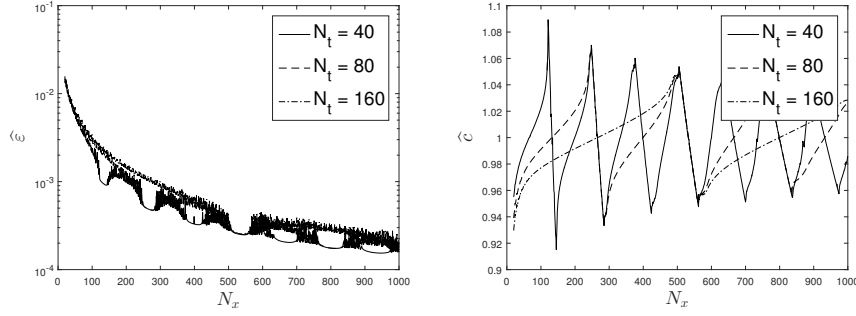 10^{-1}
10^{-2}
10^{-3}
10^{-4}
ε̂
0 100 200 300 400 500 600 700 800 900 1000
N_x
N_t = 40
N_t = 80
N_t = 160
1.1
1.08
1.06
1.04
1.02
1
0.98
0.96
0.94
0.92
0.9
ĉ
0 100 200 300 400 500 600 700 800 900 1000
N_x
N_t = 40
N_t = 80
N_t = 160